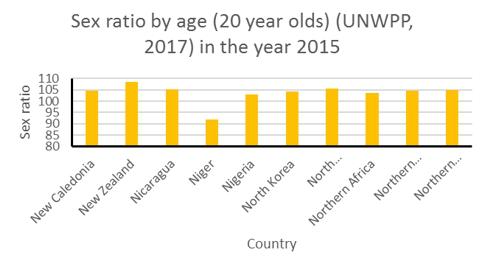 Sex ratio by age (20 year olds) (UNWPP,
2017) in the year 2015
Sex ratio
110
105
100
95
90
85
80
New Caledonia
New Zealand
Nicaragua
Niger
Nigeria
North Korea
North...
Northern Africa
Northern...
Northern...
Country